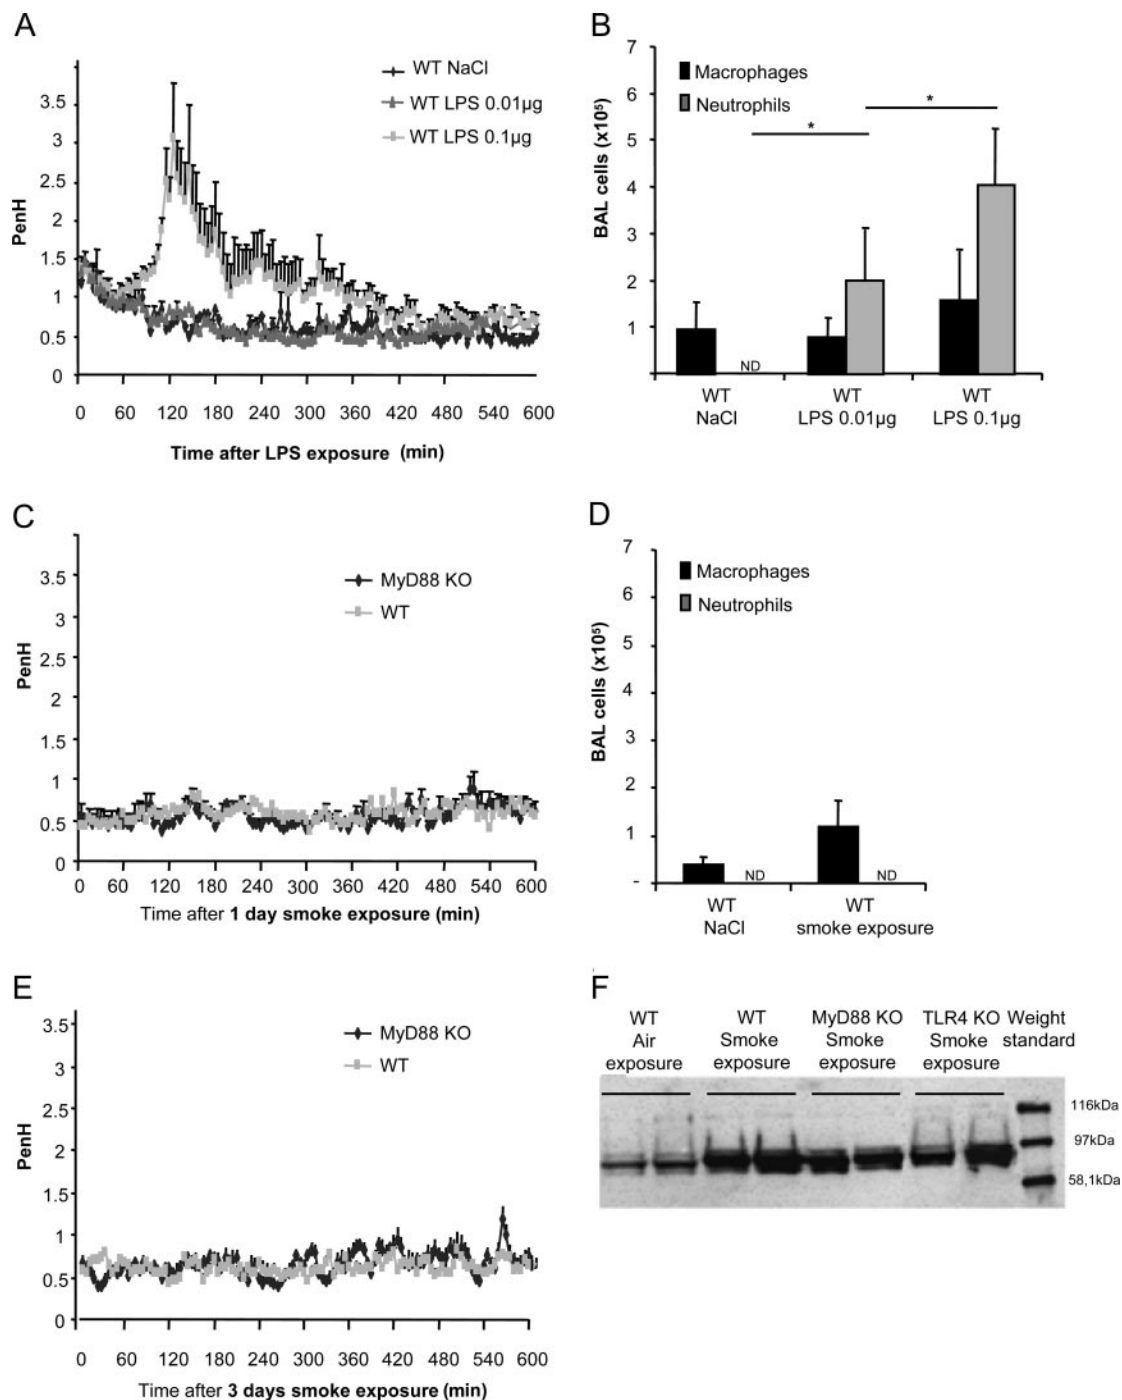 A
WT NaCl
WT LPS 0.01µg
WT LPS 0.1µg
3.5
3
2.5
2
1.5
1
0.5
0
PenH
0 60 120 180 240 300 360 420 480 540 600
Time after LPS exposure (min)
B
Macrophages
Neutrophils
7
6
5
4
3
2
1
BAL cells (x10⁵)
*
*
ND
WT
NaCl
WT
LPS 0.01µg
WT
LPS 0.1µg
C
MyD88 KO
WT
3.5
3
2.5
2
1.5
1
0.5
0
PenH
0 60 120 180 240 300 360 420 480 540 600
Time after 1 day smoke exposure (min)
D
Macrophages
Neutrophils
7
6
5
4
3
2
1
-
BAL cells (x10⁵)
ND
ND
WT
NaCl
WT
smoke exposure
E
MyD88 KO
WT
3.5
3
2.5
2
1.5
1
0.5
0
PenH
0 60 120 180 240 300 360 420 480 540 600
Time after 3 days smoke exposure (min)
F
WT
Air
exposure
WT
Smoke
exposure
MyD88 KO
Smoke
exposure
TLR4 KO
Smoke
exposure
Weight
standard
116kDa
97kDa
58,1kDa